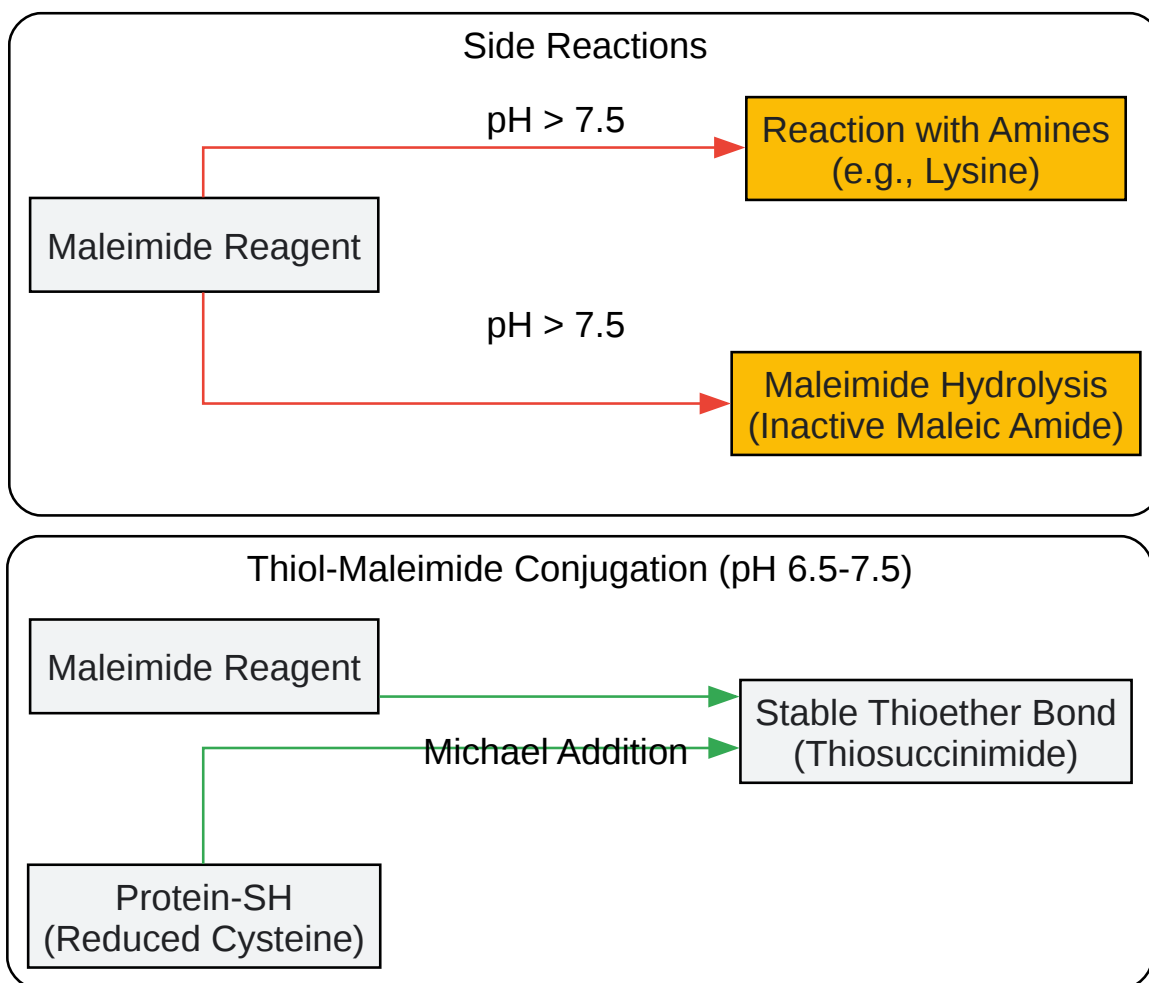 Side Reactions
pH > 7.5
Reaction with Amines
(e.g., Lysine)
Maleimide Reagent
pH > 7.5
Maleimide Hydrolysis
(Inactive Maleic Amide)
Thiol-Maleimide Conjugation (pH 6.5-7.5)
Maleimide Reagent
Stable Thioether Bond
(Thiosuccinimide)
Michael Addition
Protein-SH
(Reduced Cysteine)